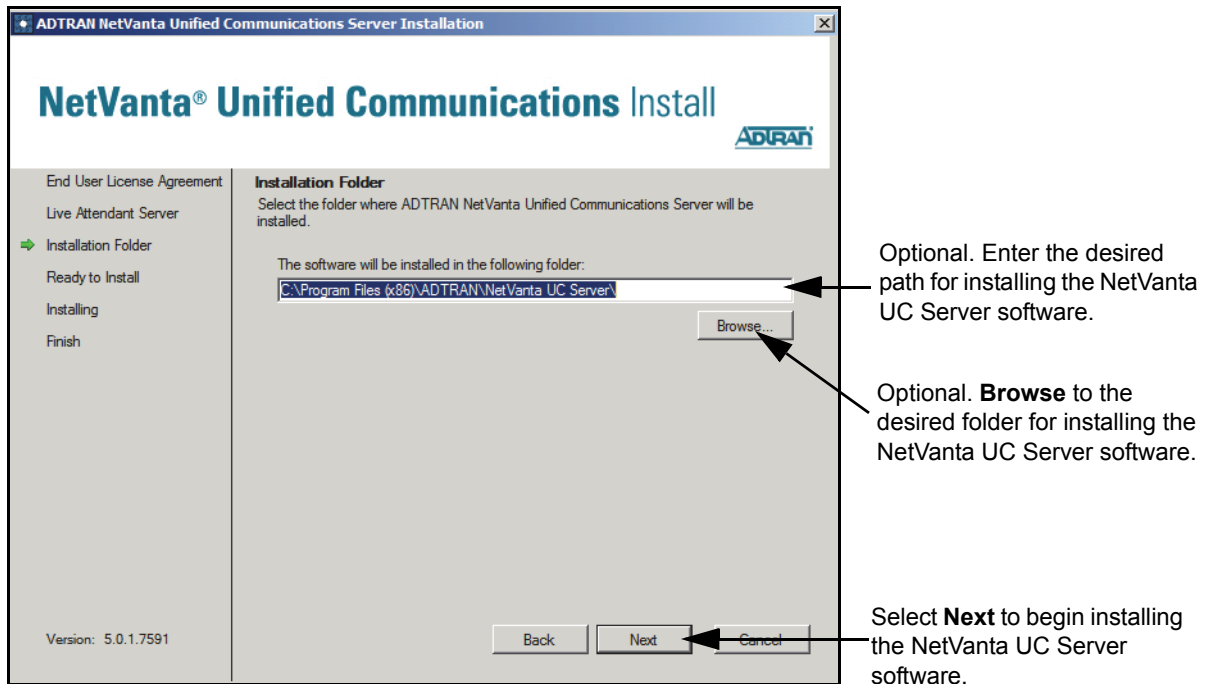 ADTRAN NetVanta Unified Communications Server Installation
NetVanta® Unified Communications Install
ADTRAN
End User License Agreement
Live Attendant Server
Installation Folder
Ready to Install
Installing
Finish
Installation Folder
Select the folder where ADTRAN NetVanta Unified Communications Server will be
installed.
The software will be installed in the following folder:
C:\Program Files (x86)\ADTRAN\NetVanta UC Server\
Browse...
Version: 5.0.1.7591
Back
Next
Cancel
Optional. Enter the desired
path for installing the NetVanta
UC Server software.
Optional. Browse to the
desired folder for installing the
NetVanta UC Server software.
Select Next to begin installing
the NetVanta UC Server
software.